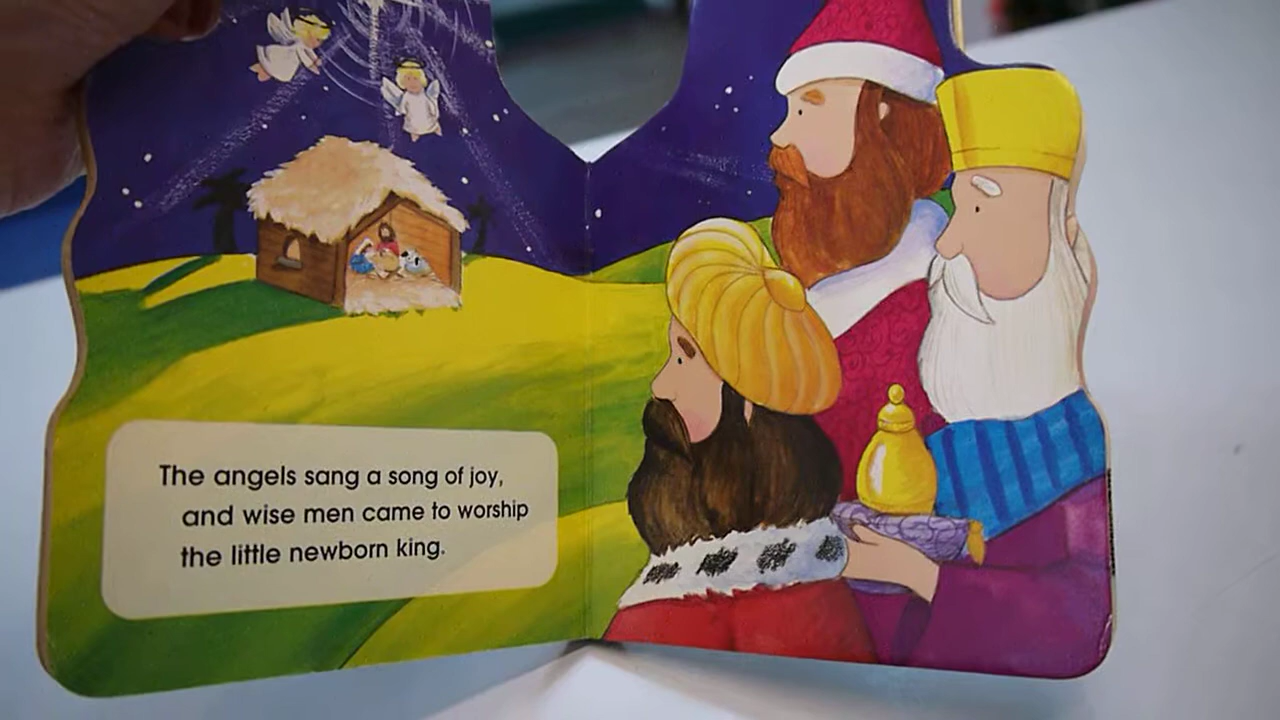 The angels sang a song of joy,
and wise men came to worship
the little newborn king.